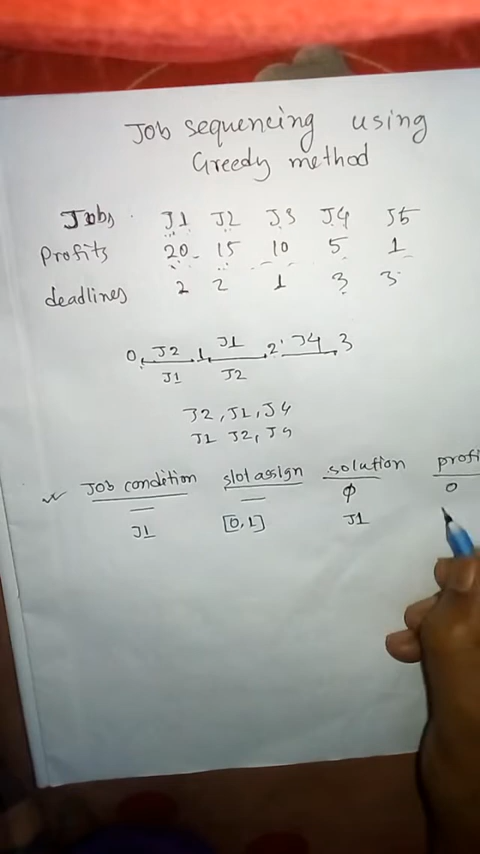 Job sequencing using
Greedy method
Jobs J1 J2 J3 J4 J5
Profits 20 15 10 5 1
deadlines 2 2 1 3 3
0 J2 1 J1 2 J4 3
J1 J2
J2, J1, J4
J1 J2, J4
Job condition slot assign solution profi
— — ϕ 0
J1 [0,1] J1